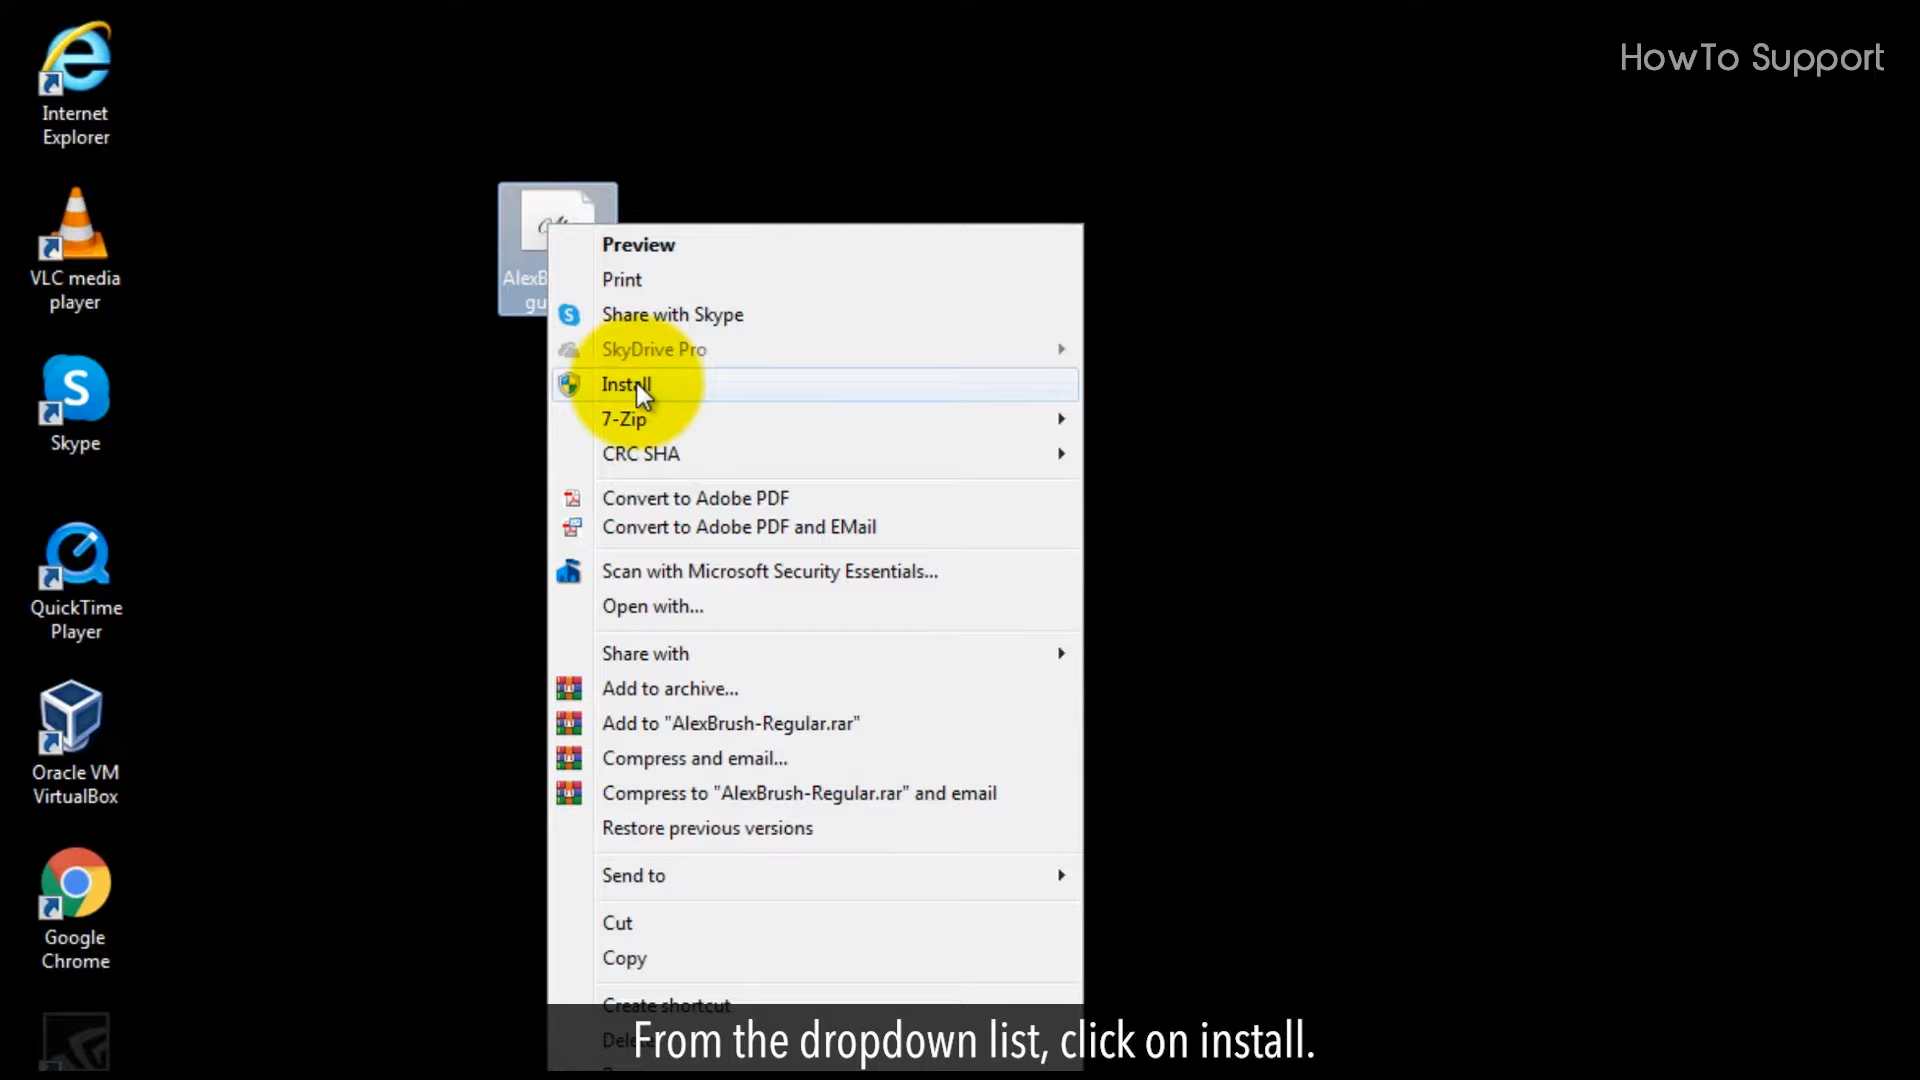 HowTo Support
Internet
Explorer
VLC media
player
Skype
QuickTime
Player
Oracle VM
VirtualBox
Google
Chrome
AlexB
gu
Preview
Print
Share with Skype
SkyDrive Pro
Install
7-Zip
CRC SHA
Convert to Adobe PDF
Convert to Adobe PDF and EMail
Scan with Microsoft Security Essentials...
Open with...
Share with
Add to archive...
Add to "AlexBrush-Regular.rar"
Compress and email...
Compress to "AlexBrush-Regular.rar" and email
Restore previous versions
Send to
Cut
Copy
Create shortcut
From the dropdown list, click on install.